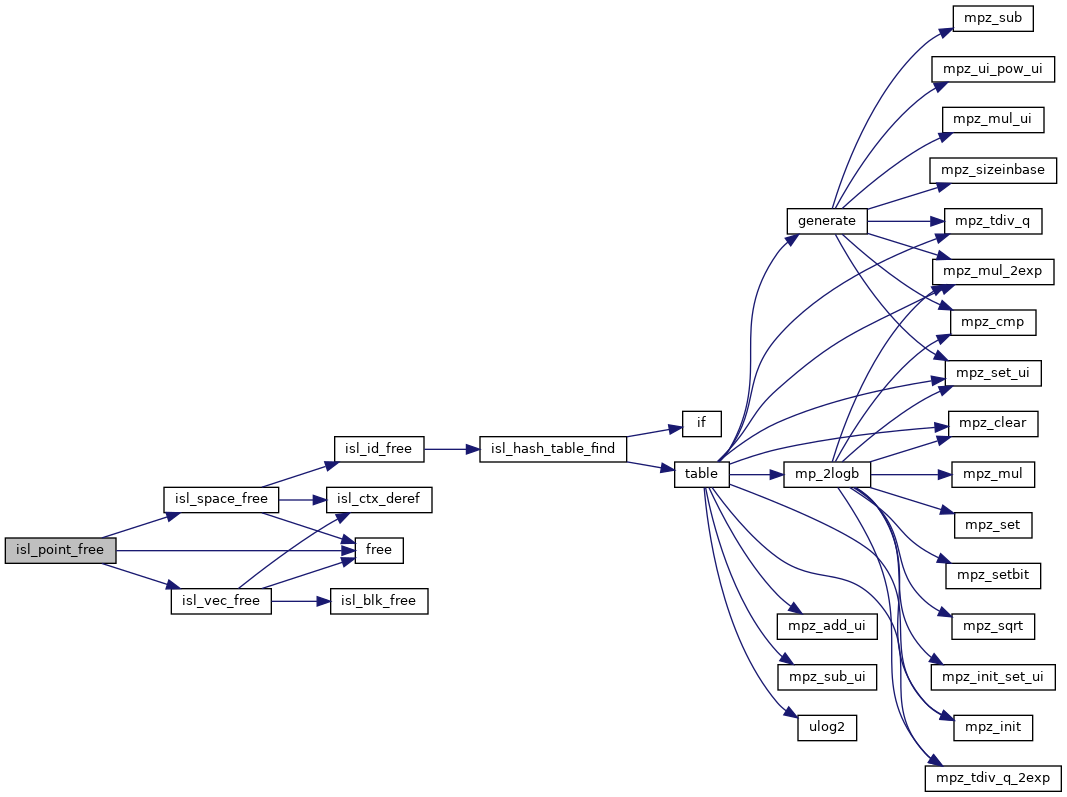 mpz_sub
mpz_ui_pow_ui
mpz_mul_ui
mpz_sizeinbase
generate
mpz_tdiv_q
mpz_mul_2exp
mpz_cmp
mpz_set_ui
if
mpz_clear
isl_id_free
isl_hash_table_find
table
mp_2logb
mpz_mul
isl_space_free
isl_ctx_deref
mpz_set
isl_point_free
free
mpz_setbit
isl_vec_free
isl_blk_free
mpz_add_ui
mpz_sqrt
mpz_sub_ui
mpz_init_set_ui
ulog2
mpz_init
mpz_tdiv_q_2exp